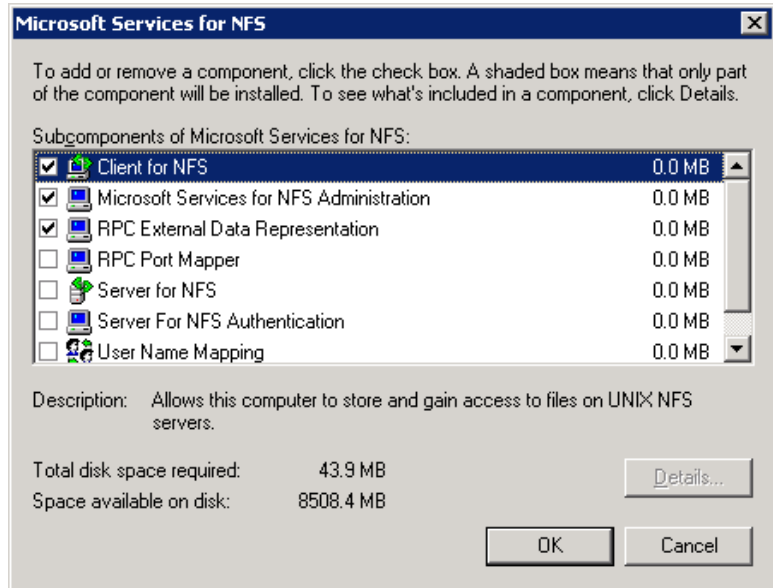 Microsoft Services for NFS
To add or remove a component, click the check box. A shaded box means that only part
of the component will be installed. To see what's included in a component, click Details.
Subcomponents of Microsoft Services for NFS:
Client for NFS 0.0 MB
Microsoft Services for NFS Administration 0.0 MB
RPC External Data Representation 0.0 MB
RPC Port Mapper 0.0 MB
Server for NFS 0.0 MB
Server For NFS Authentication 0.0 MB
User Name Mapping 0.0 MB
Description: Allows this computer to store and gain access to files on UNIX NFS
servers.
Total disk space required: 43.9 MB
Space available on disk: 8508.4 MB
Details...
OK Cancel